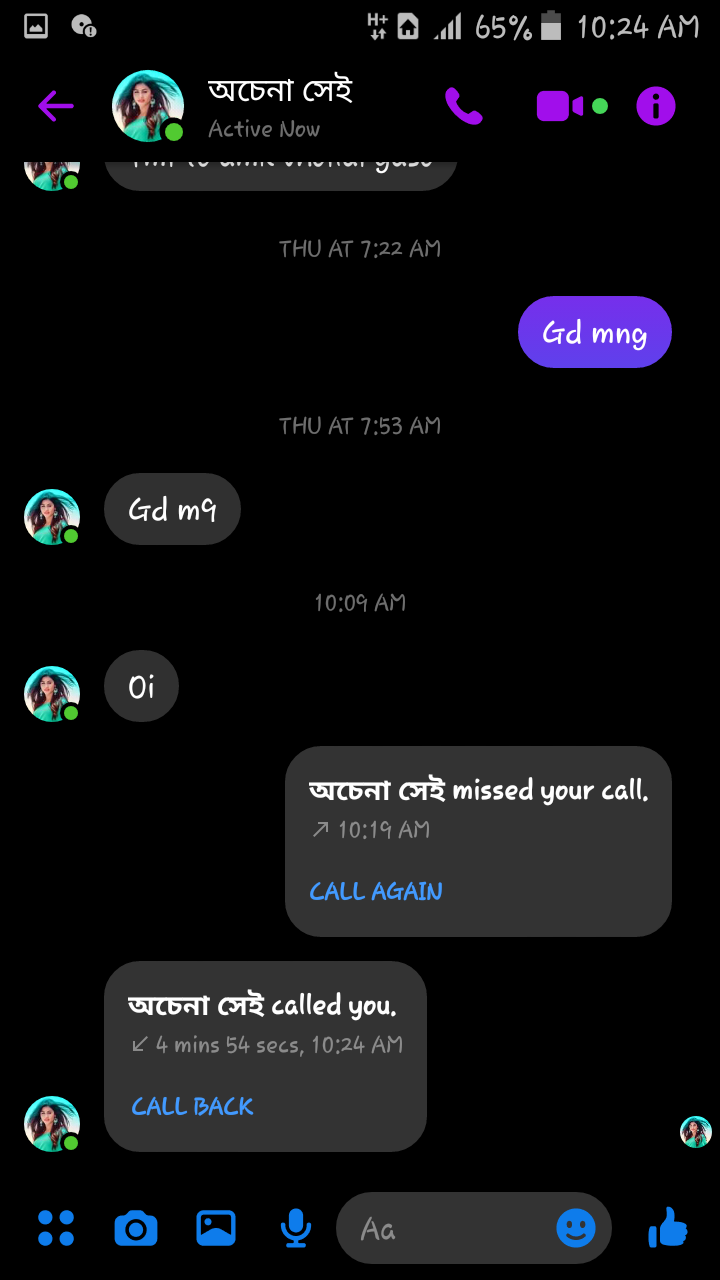 H+ 65% 10:24 AM
অচেনা সেই
Active Now
THU AT 7:22 AM
Gd mng
THU AT 7:53 AM
Gd m9
10:09 AM
Oi
অচেনা সেই missed your call.
10:19 AM
CALL AGAIN
অচেনা সেই called you.
4 mins 54 secs, 10:24 AM
CALL BACK
Aa